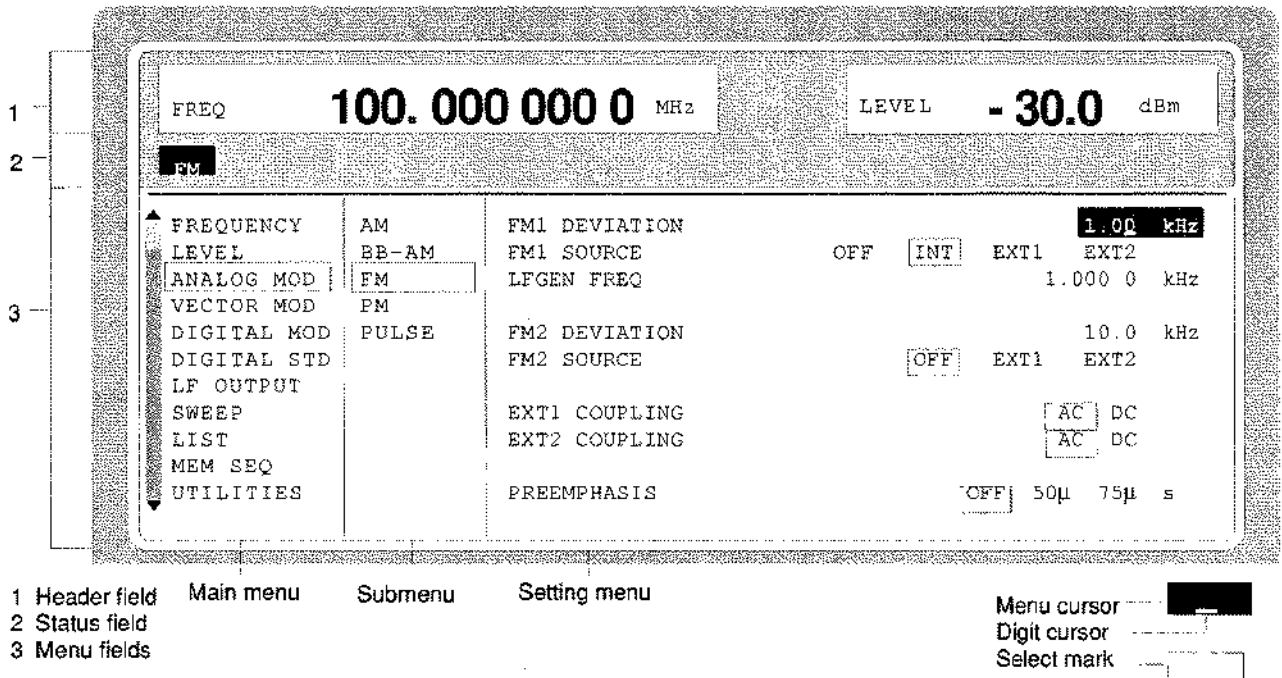 1
FREQ 100. 000 000 0 MHz LEVEL - 30.0 dBm
2
FM
3
FREQUENCY AM FM1 DEVIATION 1.00 kHz
LEVEL BB-AM FM1 SOURCE OFF INT EXT1 EXT2
ANALOG MOD FM LFGEN FREQ 1.000 0 kHz
VECTOR MOD PM
DIGITAL MOD PULSE FM2 DEVIATION 10.0 kHz
DIGITAL STD FM2 SOURCE OFF EXT1 EXT2
LF OUTPUT
SWEEP EXT1 COUPLING AC DC
LIST EXT2 COUPLING AC DC
MEM SEQ
UTILITIES PREEMPHASIS OFF 50µ 75µ s
1 Header field Main menu Submenu Setting menu
2 Status field
3 Menu fields
Menu cursor
Digit cursor
Select mark